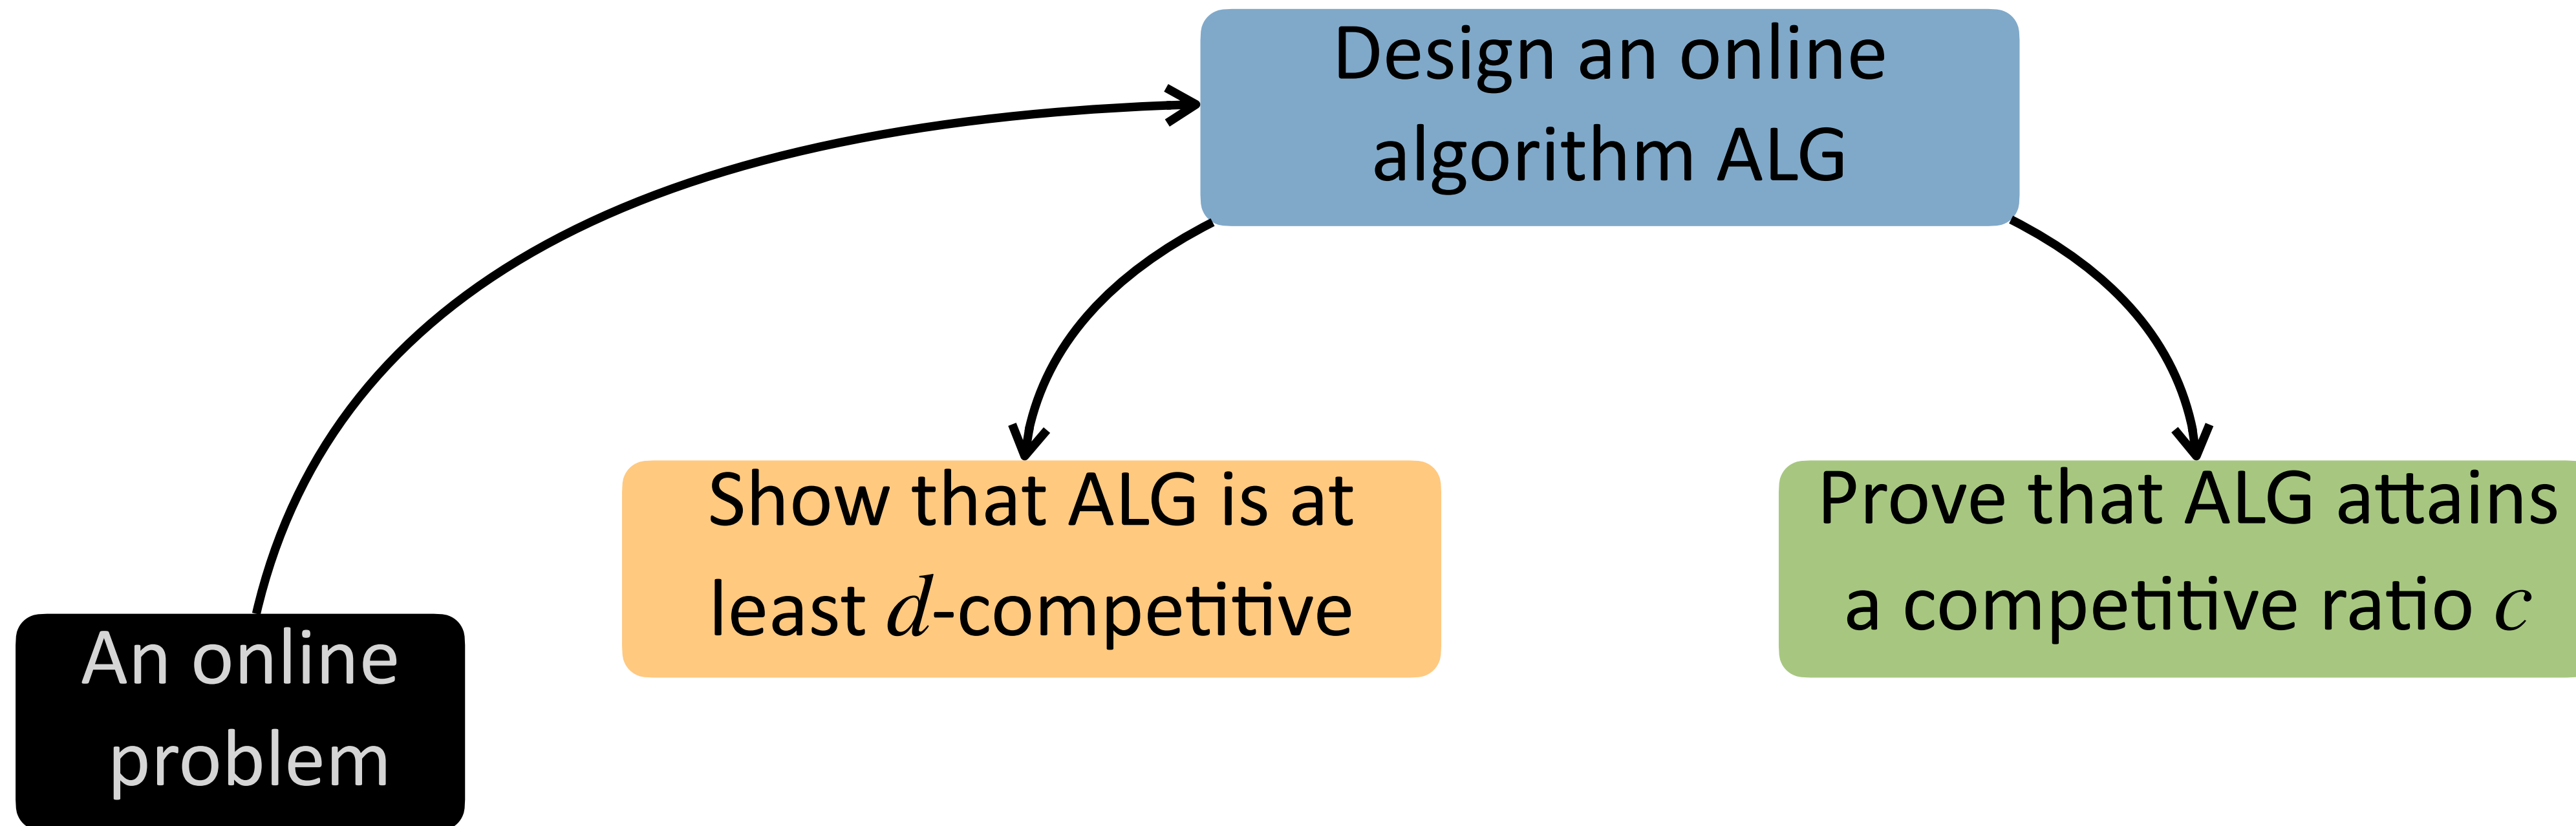 Design an online
algorithm ALG
Show that ALG is at
least d-competitive
Prove that ALG attains
a competitive ratio c
An online
problem